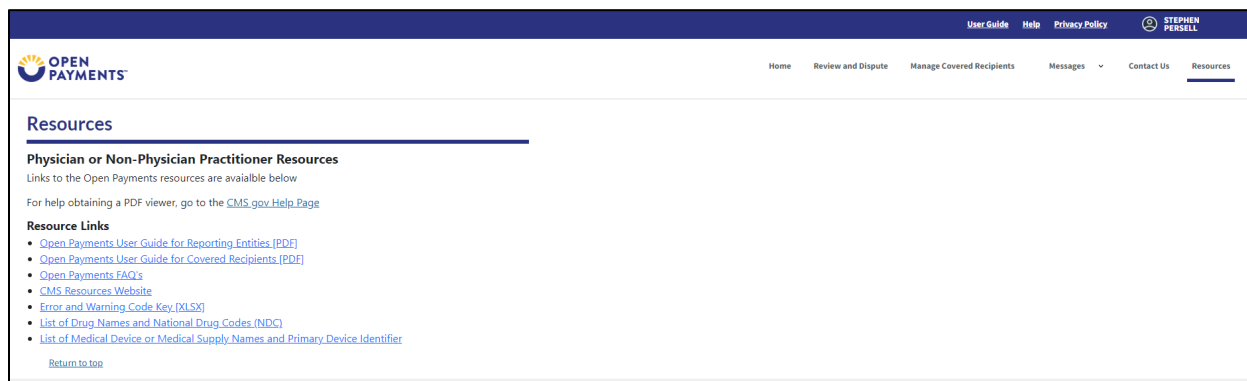 User Guide Help Privacy Policy STEPHEN PERSELL
OPEN PAYMENTS™
Home Review and Dispute Manage Covered Recipients Messages Contact Us Resources
Resources
Physician or Non-Physician Practitioner Resources
Links to the Open Payments resources are avaialble below
For help obtaining a PDF viewer, go to the CMS gov Help Page
Resource Links
Open Payments User Guide for Reporting Entities [PDF]
Open Payments User Guide for Covered Recipients [PDF]
Open Payments FAQ's
CMS Resources Website
Error and Warning Code Key [XLSX]
List of Drug Names and National Drug Codes (NDC)
List of Medical Device or Medical Supply Names and Primary Device Identifier
Return to top